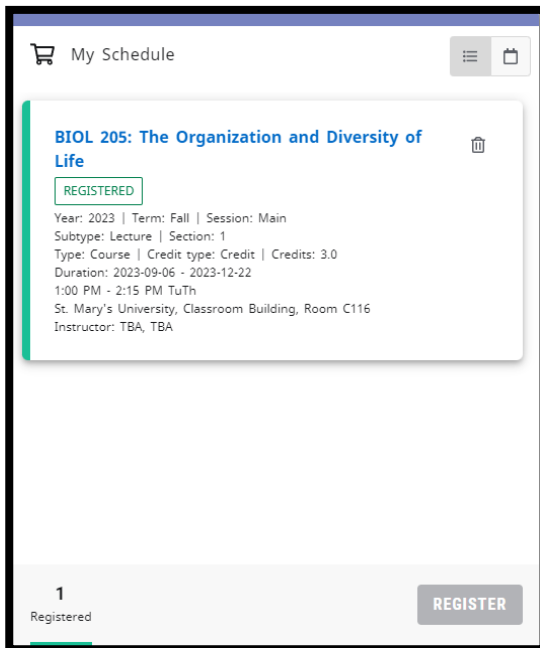 My Schedule
BIOL 205: The Organization and Diversity of
Life
REGISTERED
Year: 2023 | Term: Fall | Session: Main
Subtype: Lecture | Section: 1
Type: Course | Credit type: Credit | Credits: 3.0
Duration: 2023-09-06 - 2023-12-22
1:00 PM - 2:15 PM TuTh
St. Mary's University, Classroom Building, Room C116
Instructor: TBA, TBA
1
Registered
REGISTER